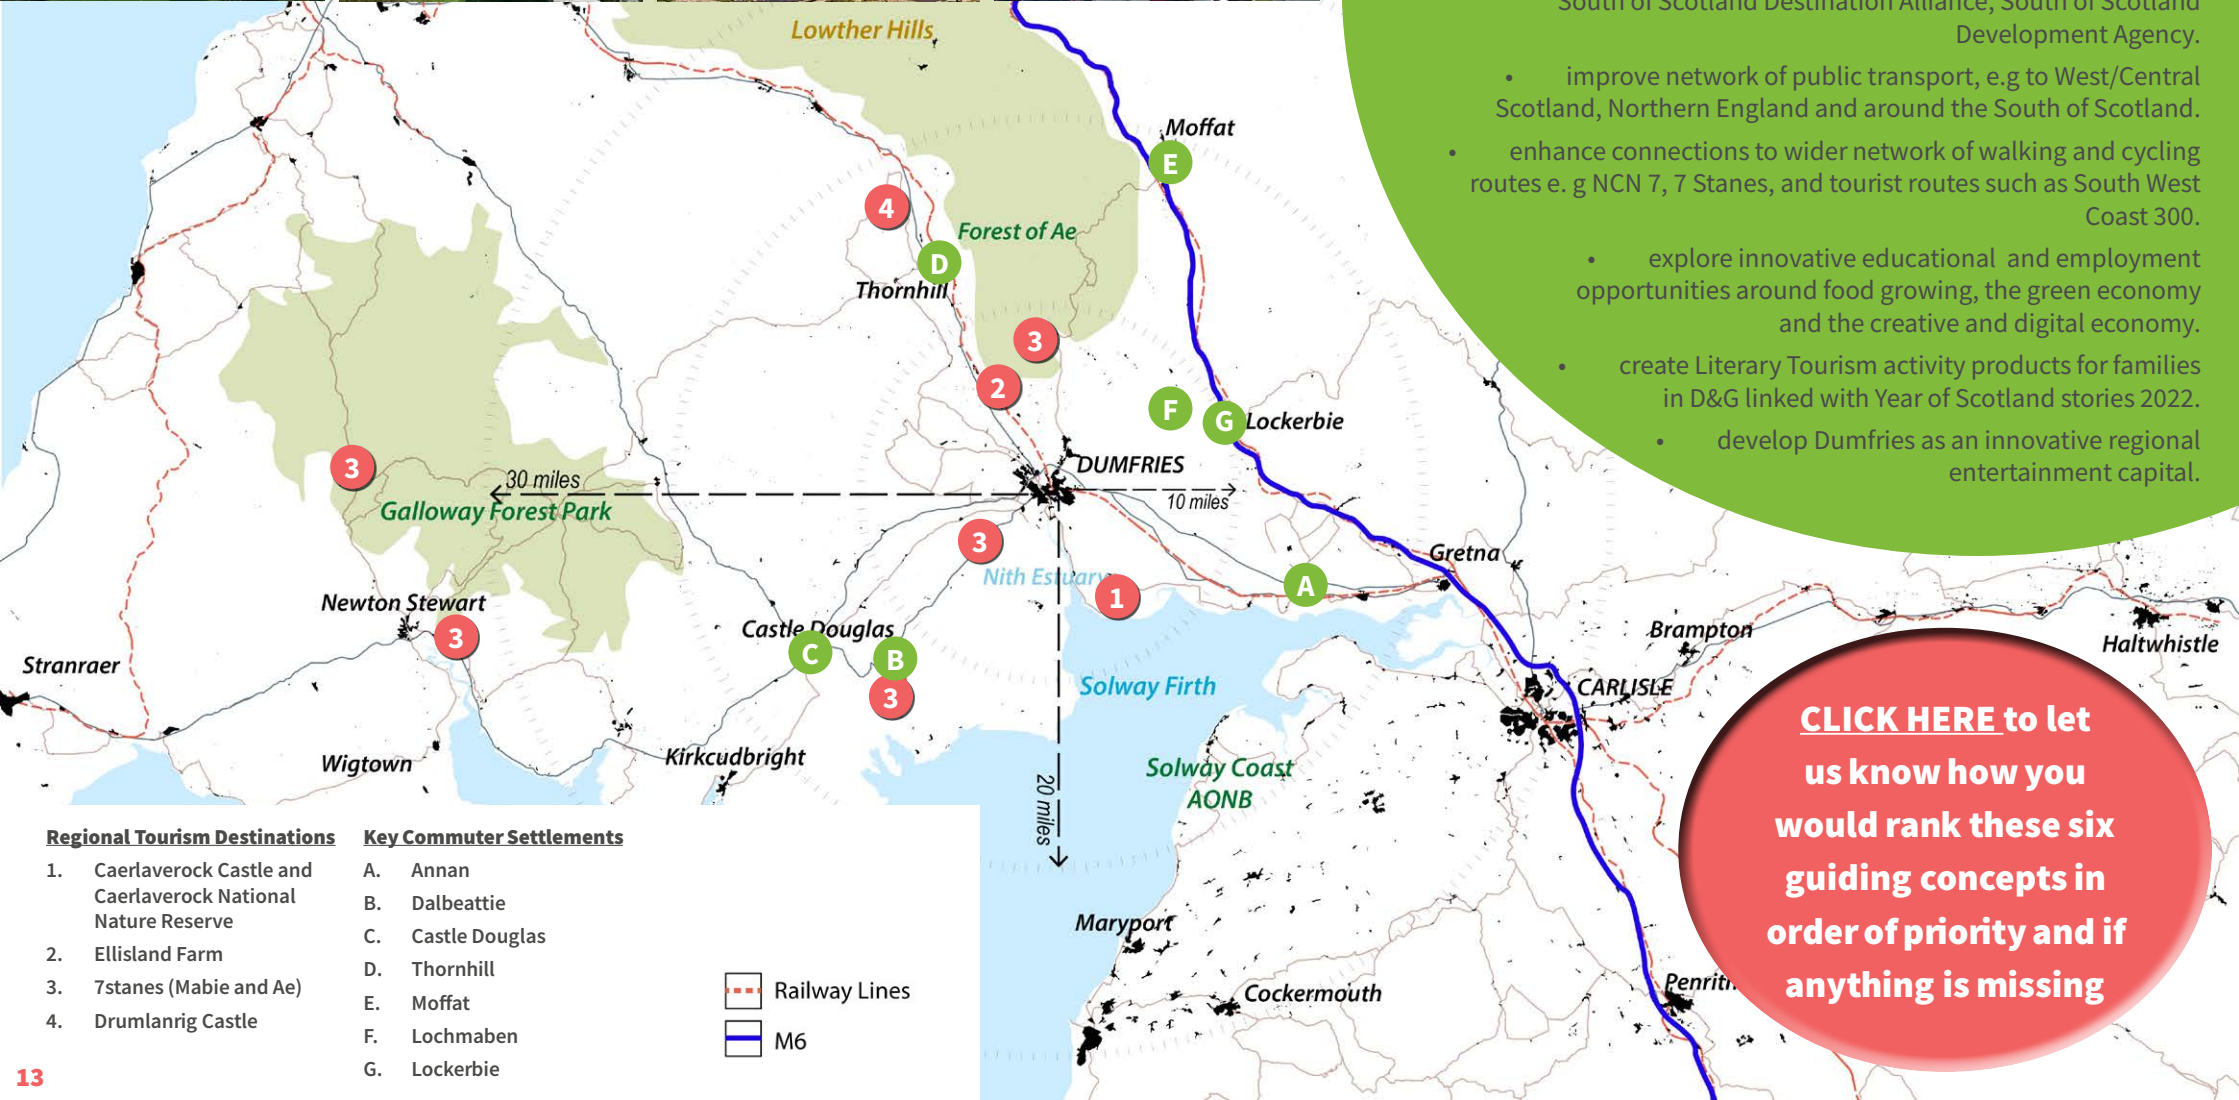 South of Scotland Destination Alliance, South of Scotland
Development Agency.
• improve network of public transport, e.g to West/Central
Scotland, Northern England and around the South of Scotland.
• enhance connections to wider network of walking and cycling
routes e. g NCN 7, 7 Stanes, and tourist routes such as South West
Coast 300.
• explore innovative educational and employment
opportunities around food growing, the green economy
and the creative and digital economy.
• create Literary Tourism activity products for families
in D&G linked with Year of Scotland stories 2022.
• develop Dumfries as an innovative regional
entertainment capital.
Lowther Hills
Moffat
E
4
Forest of Ae
D
Thornhill
3
2
F
G
Lockerbie
3
DUMFRIES
30 miles
10 miles
Galloway Forest Park
3
Gretna
Nith Estuary
A
1
Newton Stewart
3
Castle Douglas
C
B
3
Brampton
Haltwhistle
Stranraer
Solway Firth
CARLISLE
Wigtown
Kirkcudbright
Solway Coast
AONB
20 miles
Maryport
Cockermouth
Penrith
CLICK HERE to let
us know how you
would rank these six
guiding concepts in
order of priority and if
anything is missing
Regional Tourism Destinations
1. Caerlaverock Castle and
Caerlaverock National
Nature Reserve
2. Ellisland Farm
3. 7stanes (Mabie and Ae)
4. Drumlanrig Castle
Key Commuter Settlements
A. Annan
B. Dalbeattie
C. Castle Douglas
D. Thornhill
E. Moffat
F. Lochmaben
G. Lockerbie
Railway Lines
M6
13